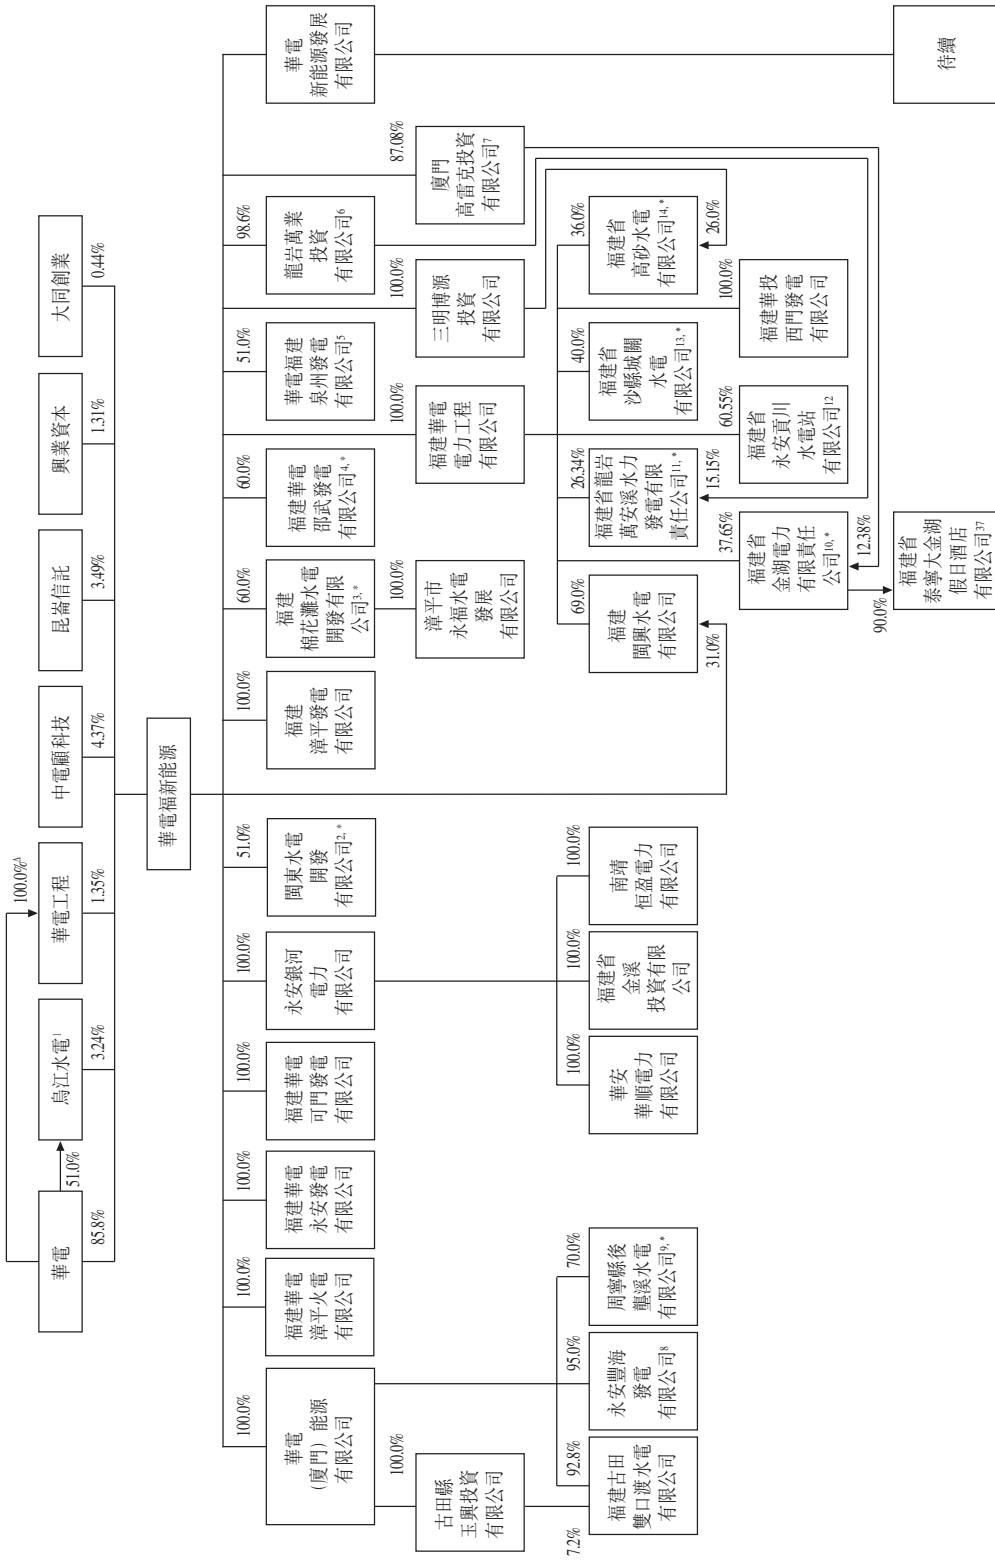 100.0%^Δ
華電
烏江水電¹
華電工程
中電顧科技
昆崙信託
興業資本
大同創業
51.0%
85.8%
3.24%
1.35%
4.37%
3.49%
1.31%
0.44%
華電福新能源
100.0%
100.0%
100.0%
100.0%
100.0%
51.0%
100.0%
60.0%
60.0%
51.0%
98.6%
華電
(廈門) 能源
有限公司
福建華電
漳平火電
有限公司
福建華電
永安發電
有限公司
福建華電
可門發電
有限公司
永安銀河
電力
有限公司
閩東水電
開發
有限公司²,*
福建
漳平發電
有限公司
福建
棉花灘水電
開發有限
公司³,*
福建華電
邵武發電
有限公司⁴,*
華電福建
泉州發電
有限公司⁵
龍岩萬業
投資
有限公司⁶
華電
新能源發展
有限公司
100.0%
100.0%
100.0%
100.0%
87.08%
古田縣
玉興投資
有限公司
漳平市
永福水電
發展
有限公司
福建華電
電力工程
有限公司
三明博源
投資
有限公司
廈門
高雷克投資
有限公司⁷
7.2%
92.8%
95.0%
70.0%
100.0%
100.0%
100.0%
69.0%
37.65%
26.34%
40.0%
36.0%
福建古田
雙口渡水電
有限公司
永安豐海
發電
有限公司⁸
周寧縣後
壟溪水電
有限公司⁹,*
華安
華順電力
有限公司
福建省
金溪
投資有限
公司
南靖
恒盈電力
有限公司
福建
閩興水電
有限公司
福建省龍岩
萬安溪水力
發電有限
責任公司¹¹,*
福建省
沙縣城關
水電
有限公司¹³,*
福建省
高砂水電
有限公司¹⁴,*
31.0%
15.15%
60.55%
100.0%
26.0%
福建省
金湖電力
有限責任
公司¹⁰,*
福建省
永安貢川
水電站
有限公司¹²
福建華投
西門發電
有限公司
90.0%
12.38%
福建省
泰寧大金湖
假日酒店
有限公司³⁷
待續